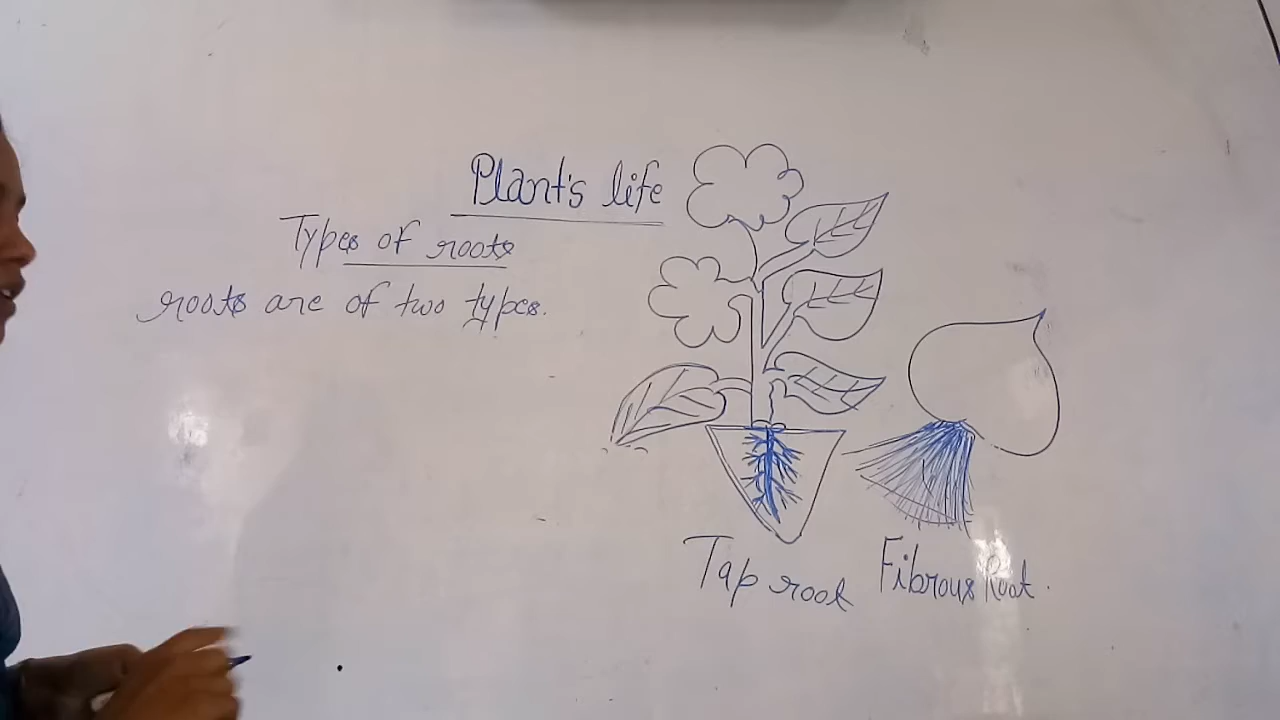 Plant's life
Types of roots
roots are of two types.
Tap root
Fibrous Root.